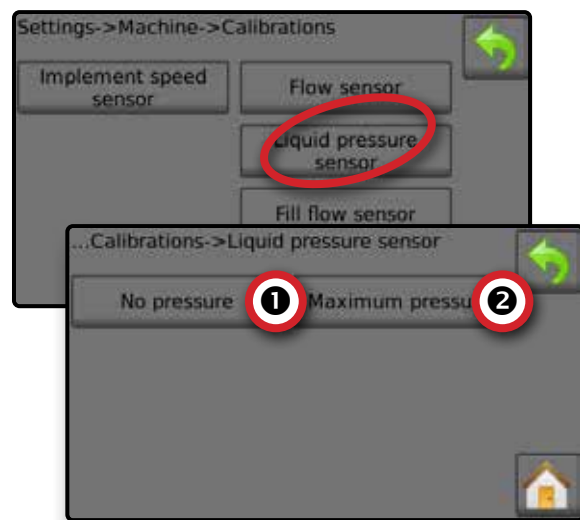 Settings->Machine->Calibrations
Implement speed
sensor
Flow sensor
Liquid pressure
sensor
Fill flow sensor
...Calibrations->Liquid pressure sensor
No pressure
1
Maximum pressu
2